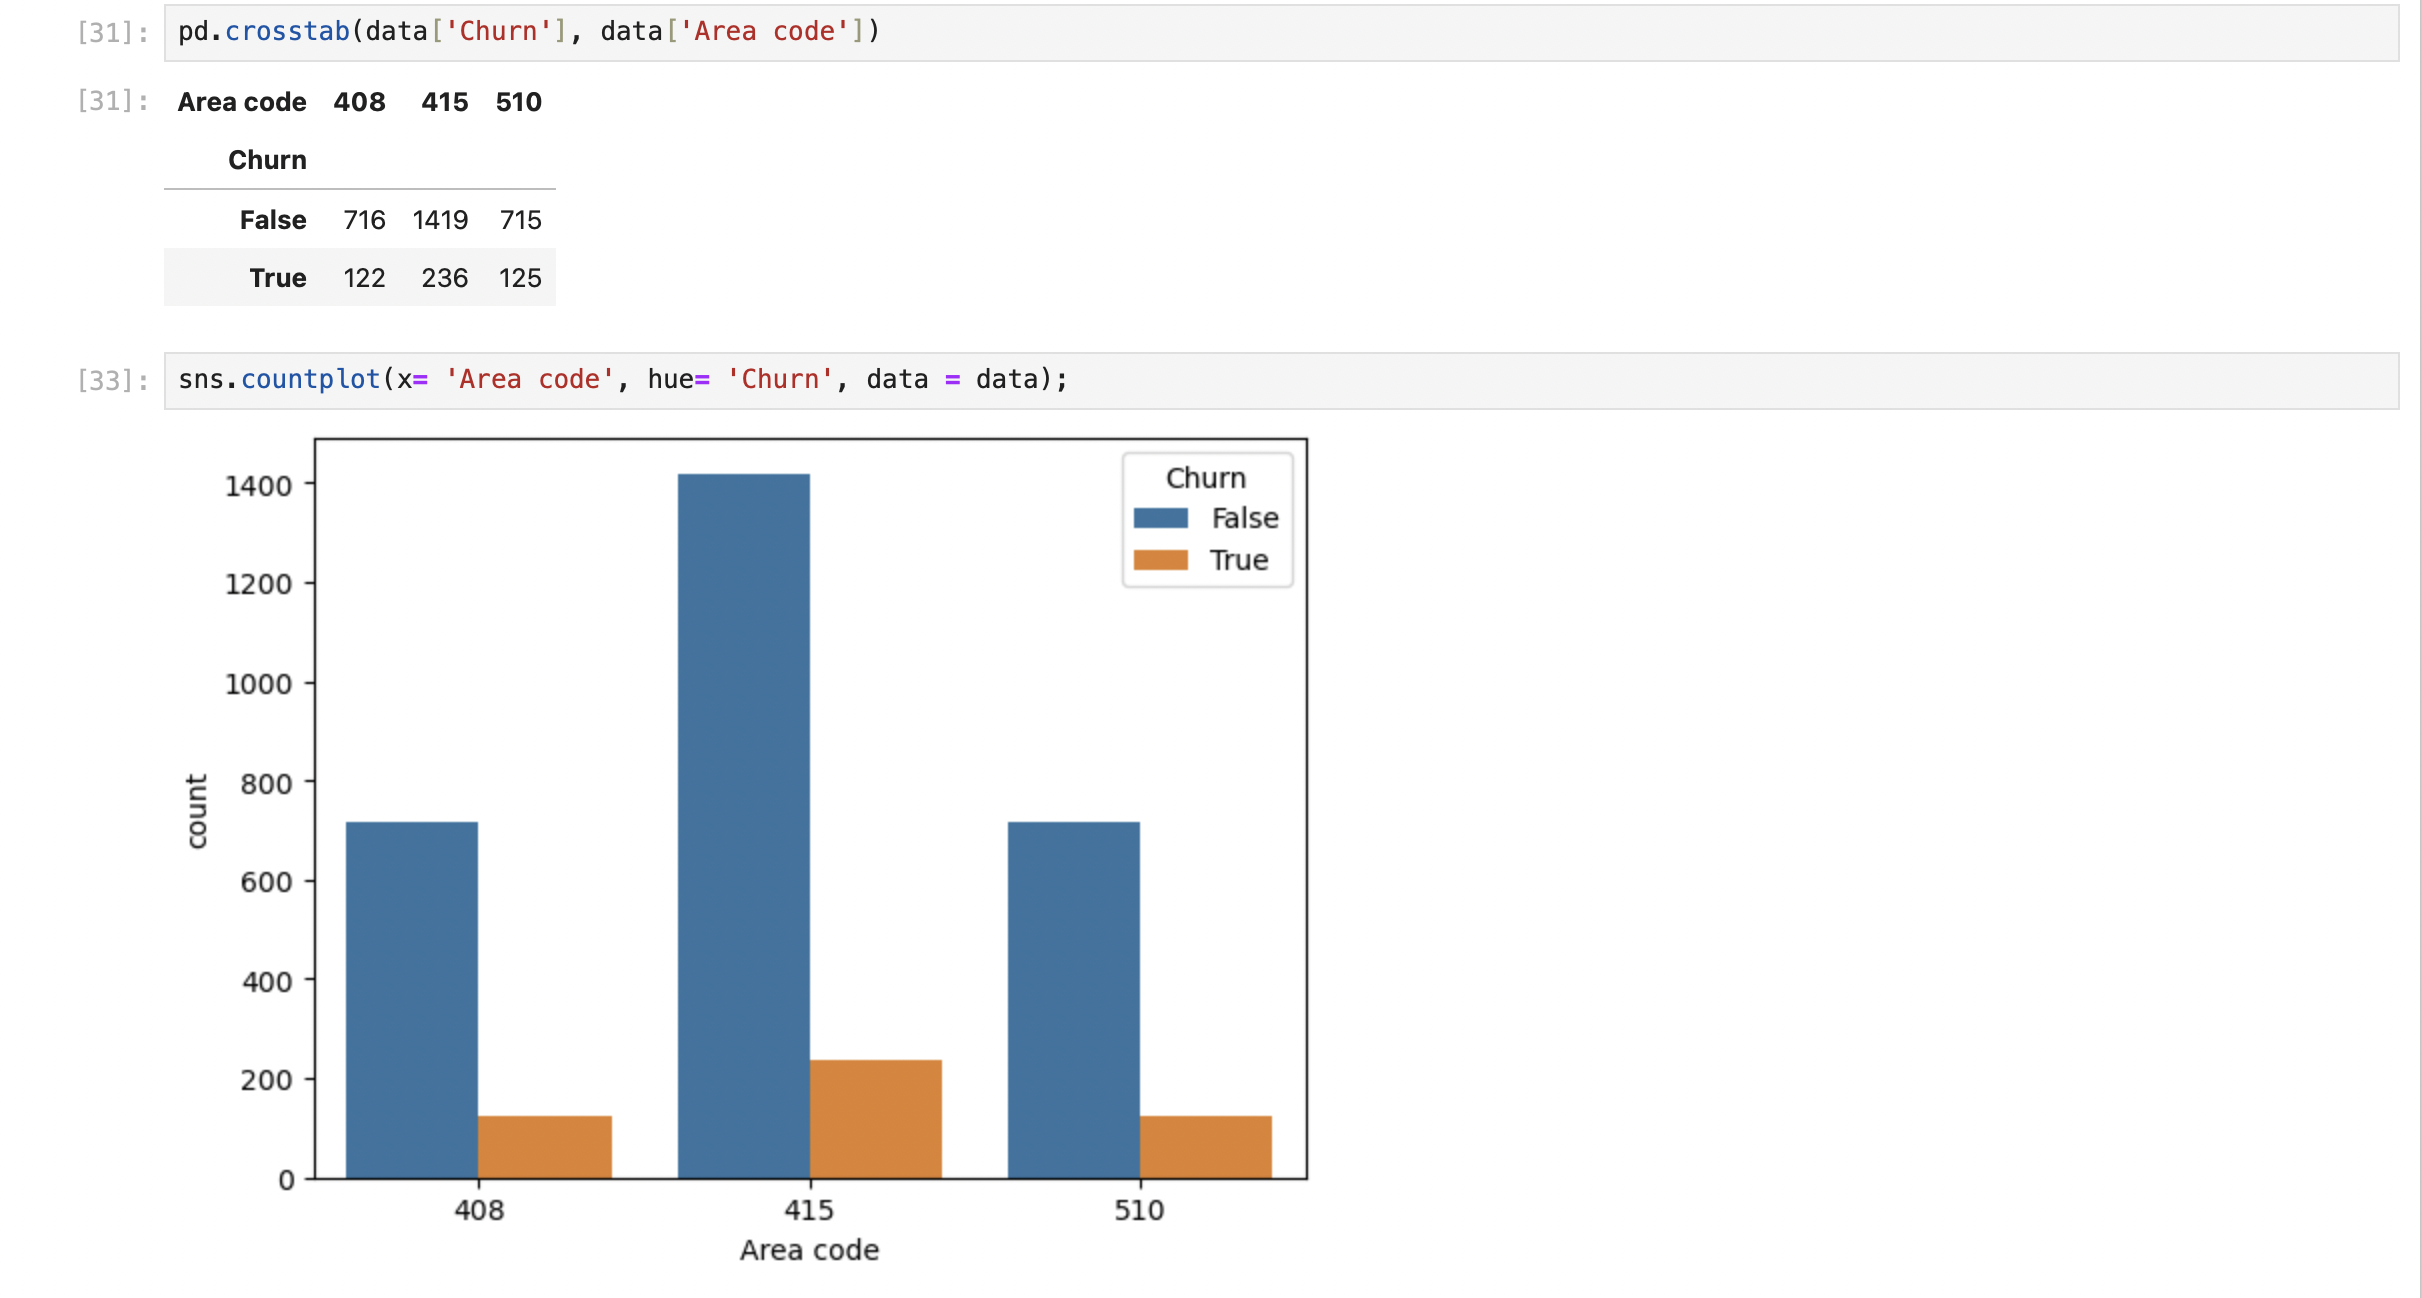 [31]: pd.crosstab(data['Churn'], data['Area code'])
[31]: Area code 408 415 510
Churn
False 716 1419 715
True 122 236 125
[33]: sns.countplot(x= 'Area code', hue= 'Churn', data = data);
Churn
False
True
1400
1200
1000
800
600
400
200
0
count
408 415 510
Area code